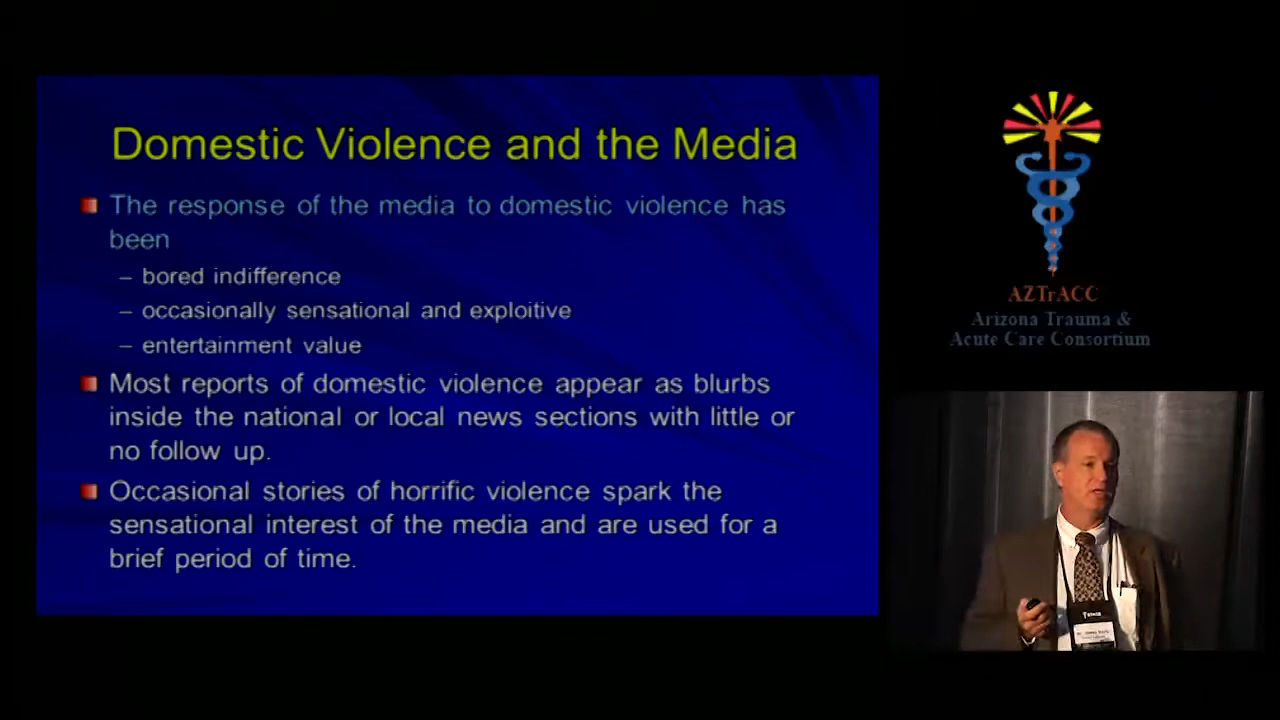 Domestic Violence and the Media
The response of the media to domestic violence has
been
– bored indifference
– occasionally sensational and exploitive
– entertainment value
Most reports of domestic violence appear as blurbs
inside the national or local news sections with little or
no follow up.
Occasional stories of horrific violence spark the
sensational interest of the media and are used for a
brief period of time.
AZTrACC
Arizona Trauma &
Acute Care Consortium